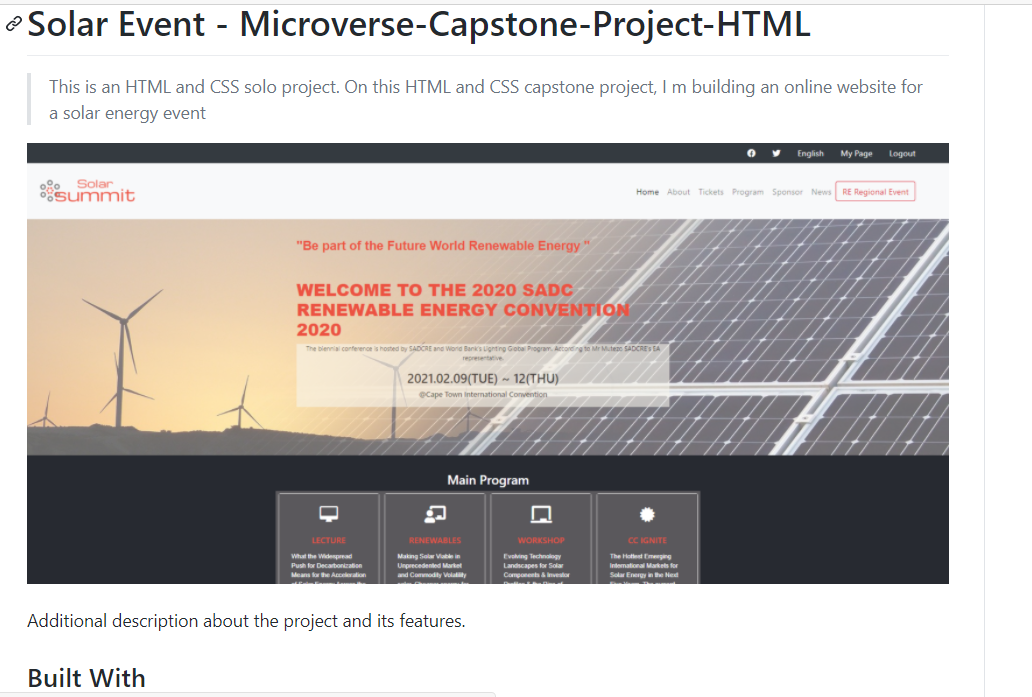 Solar Event - Microverse-Capstone-Project-HTML
This is an HTML and CSS solo project. On this HTML and CSS capstone project, I m building an online website for
a solar energy event
English My Page Logout
Solar
summit
Home About Tickets Program Sponsor News RE Regional Event
"Be part of the Future World Renewable Energy "
WELCOME TO THE 2020 SADC
RENEWABLE ENERGY CONVENTION
2020
The biennial conference is hosted by SADCRE and World Bank's Lighting Global Program. According to Mr Mutezo SADCRE's SA
representative.
2021.02.09(TUE) ~ 12(THU)
@Cape Town International Convention
Main Program
LECTURE RENEWABLES WORKSHOP CC IGNITE
What the Widespread Making Solar Viable in Evolving Technology The Hottest Emerging
Push for Decarbonization Unprecedented Market Landscapes for Solar International Markets for
Means for the Acceleration and Commodity Volatility Components & Investor Solar Energy in the Next
Additional description about the project and its features.
Built With